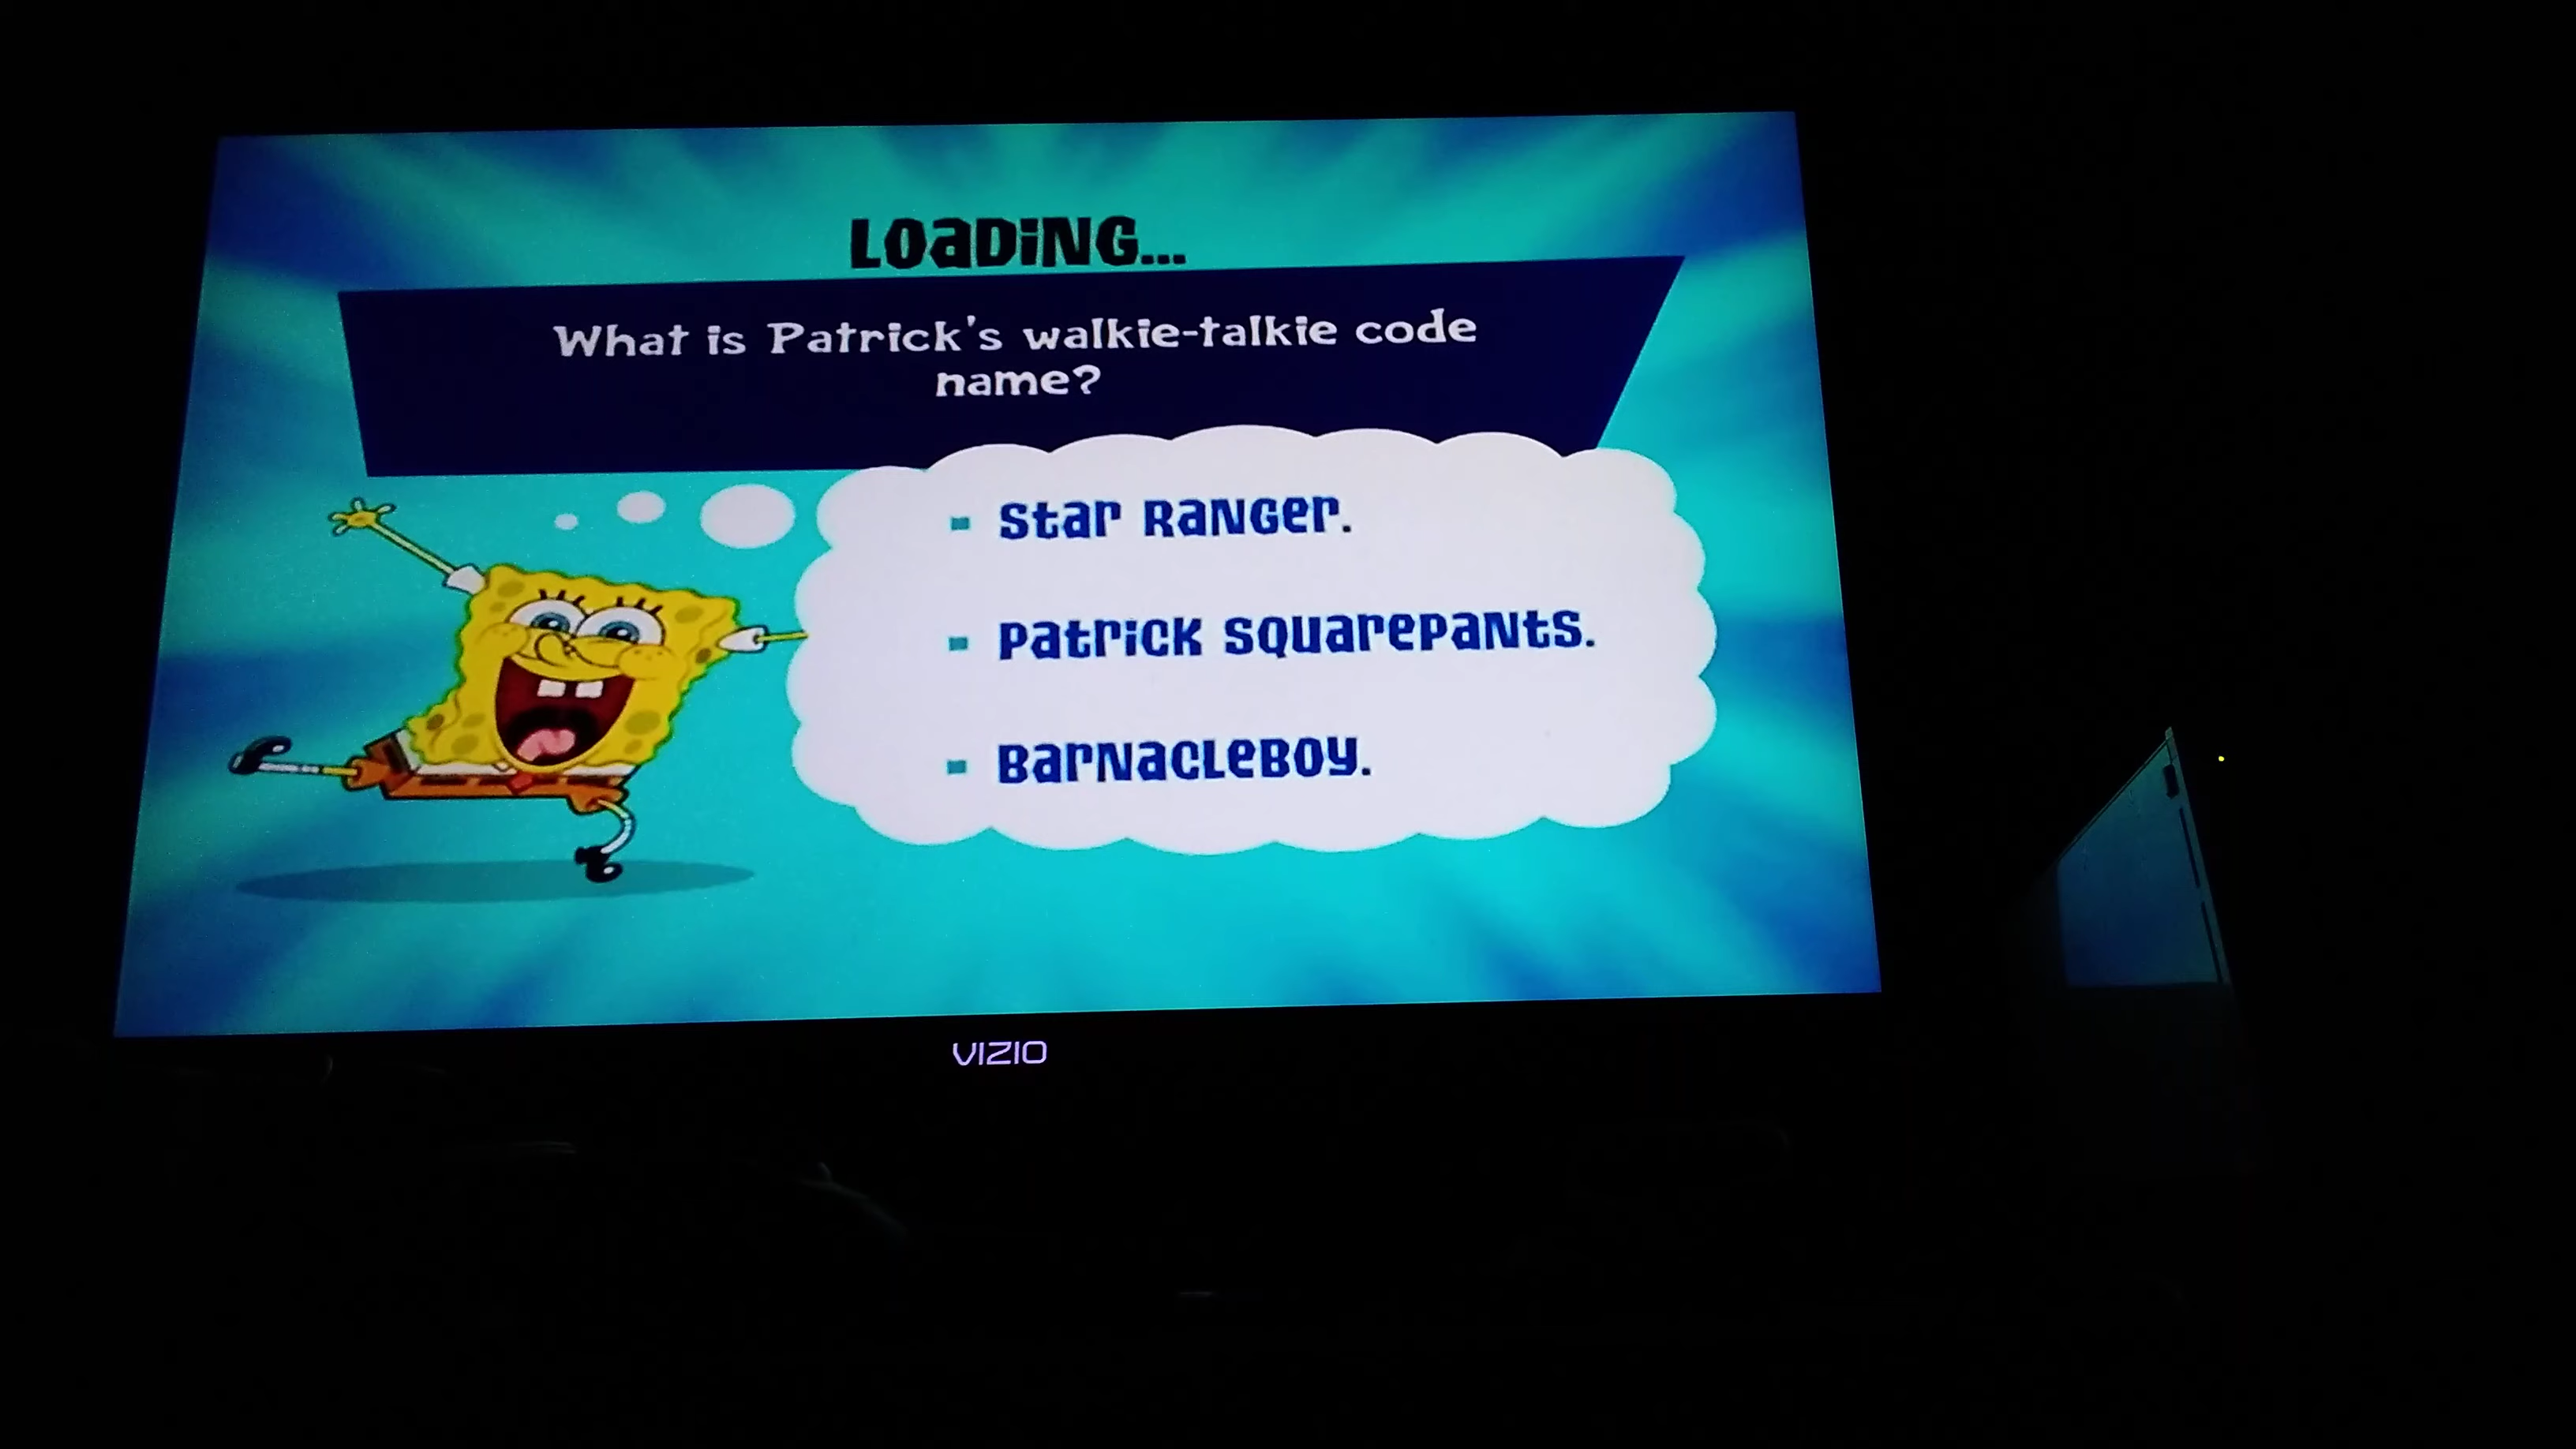 Loading...
What is Patrick's walkie-talkie code
name?
- Star Ranger.
- Patrick Squarepants.
- Barnacleboy.
VIZIO